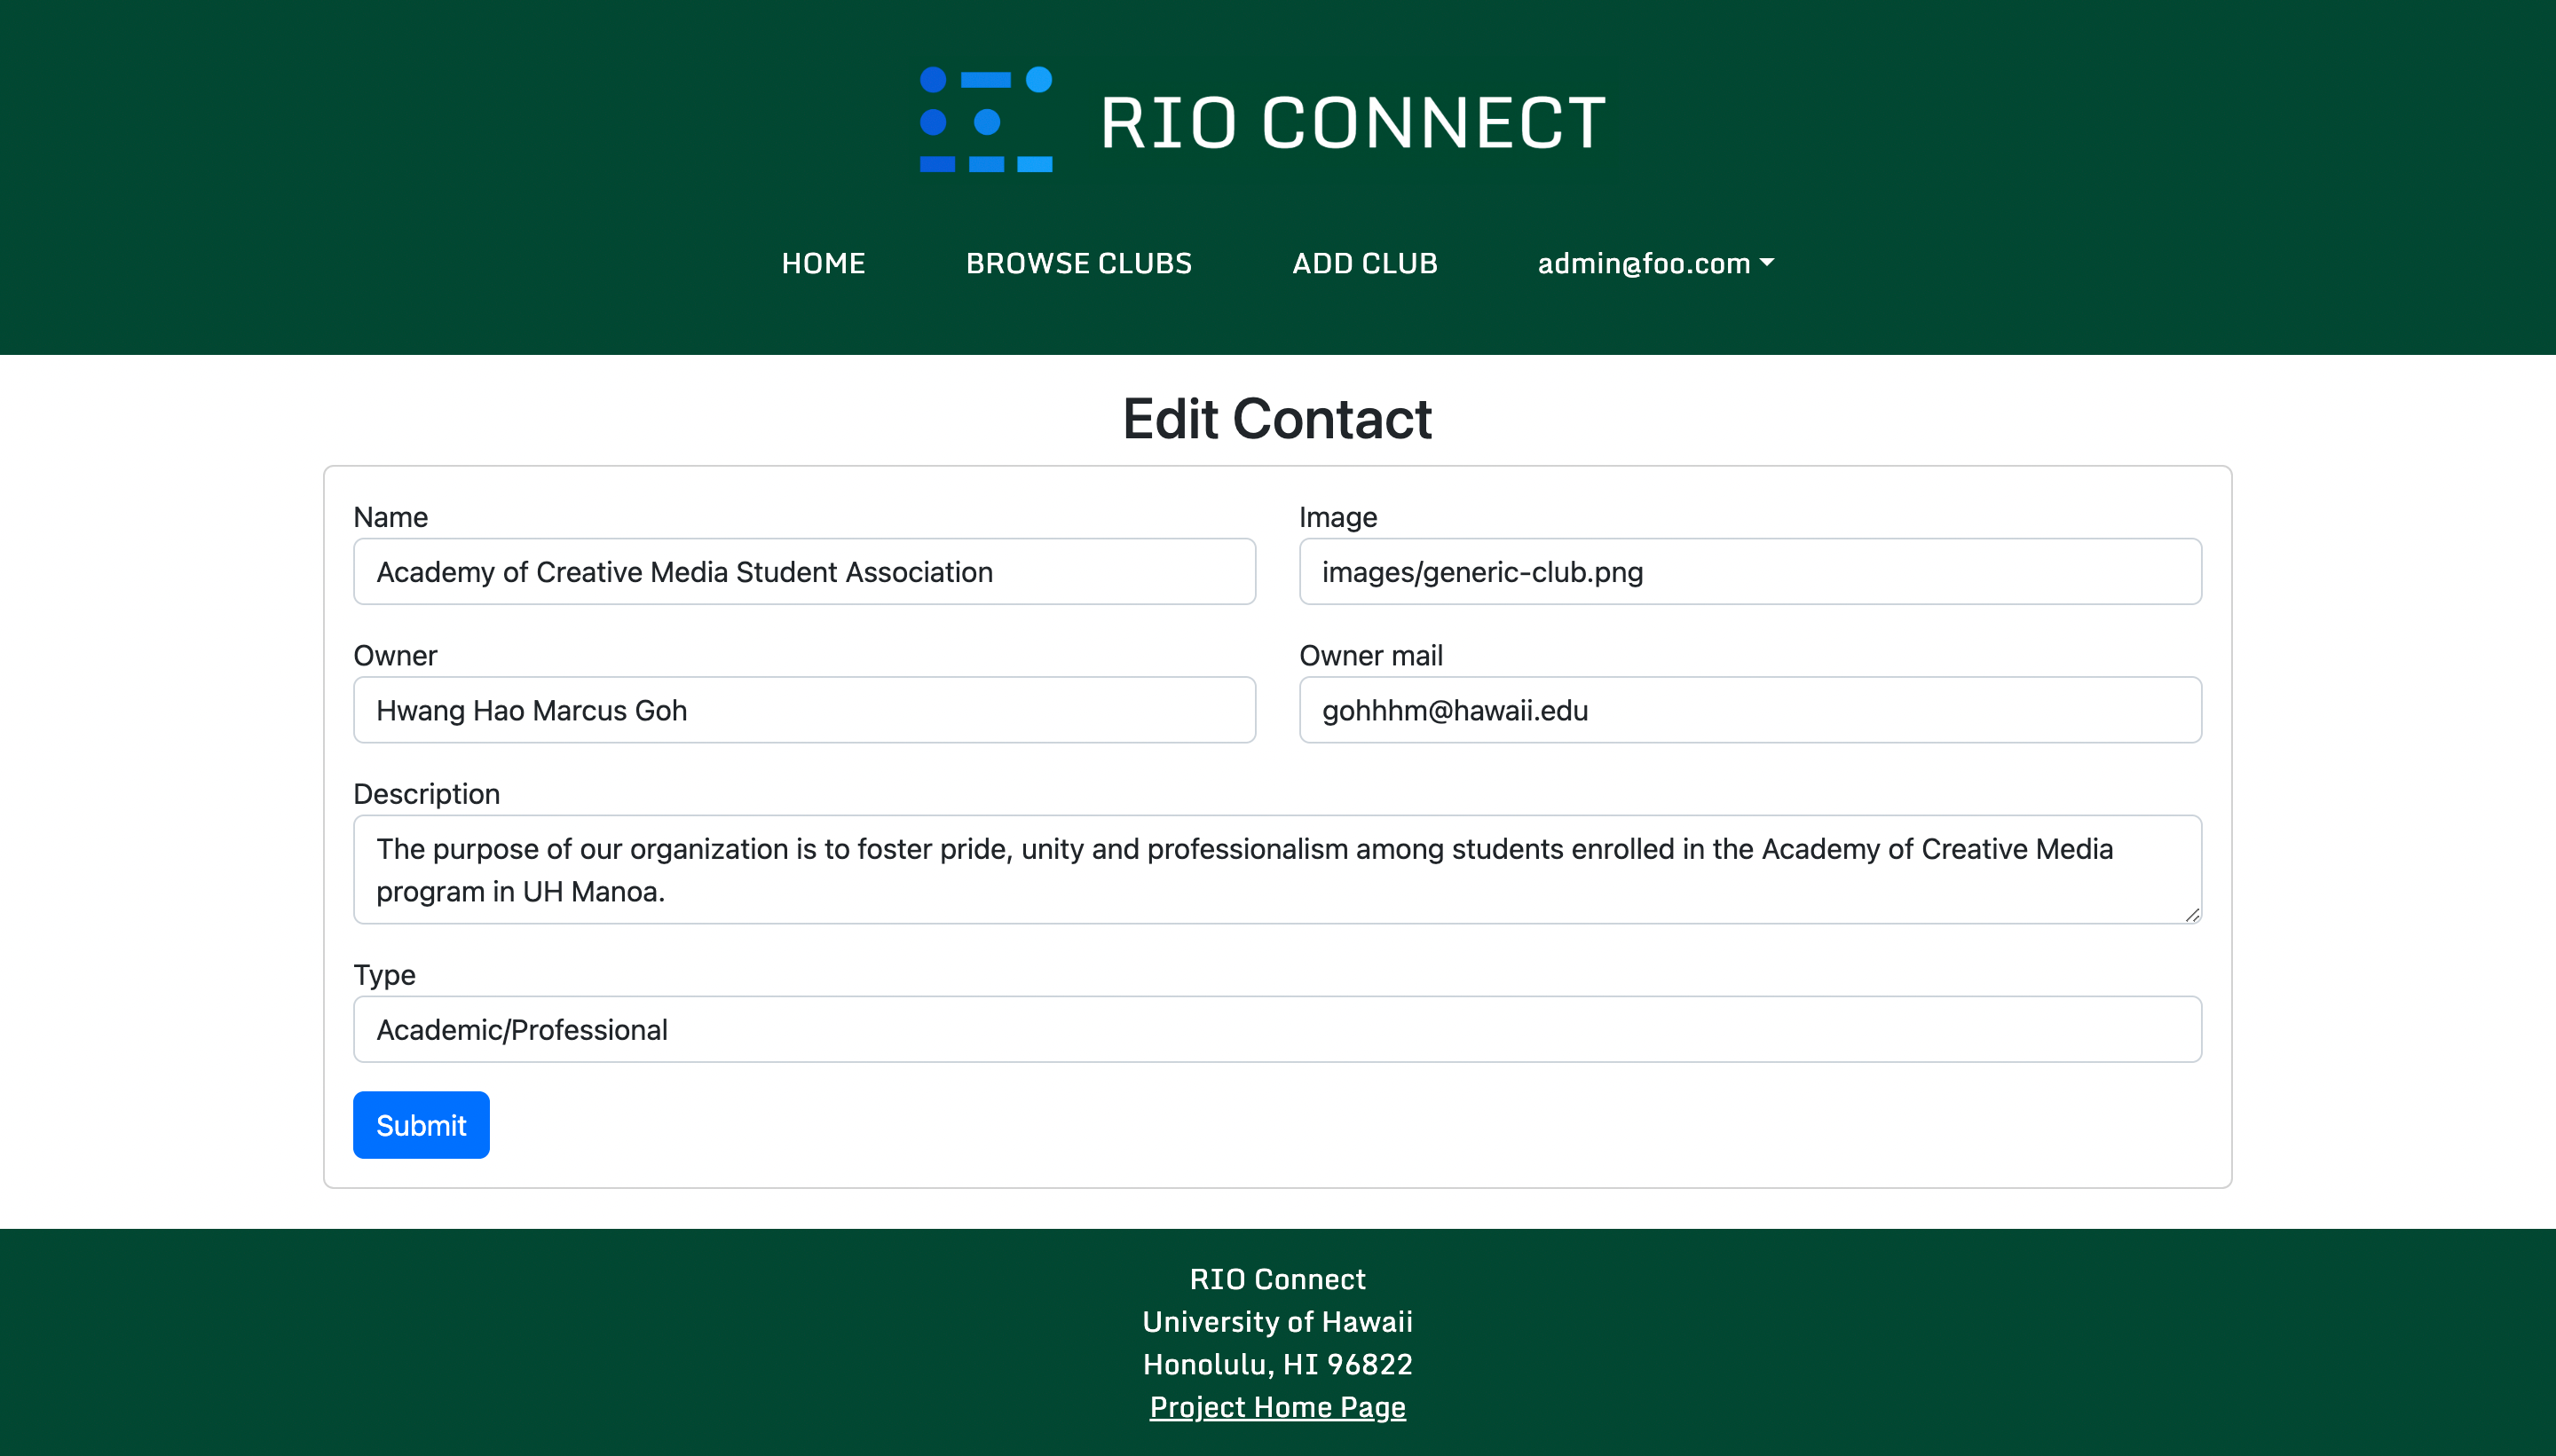 RIO CONNECT
HOME BROWSE CLUBS ADD CLUB admin@foo.com
Edit Contact
Name
Academy of Creative Media Student Association
Image
images/generic-club.png
Owner
Hwang Hao Marcus Goh
Owner mail
gohhhm@hawaii.edu
Description
The purpose of our organization is to foster pride, unity and professionalism among students enrolled in the Academy of Creative Media
program in UH Manoa.
Type
Academic/Professional
Submit
RIO Connect
University of Hawaii
Honolulu, HI 96822
Project Home Page